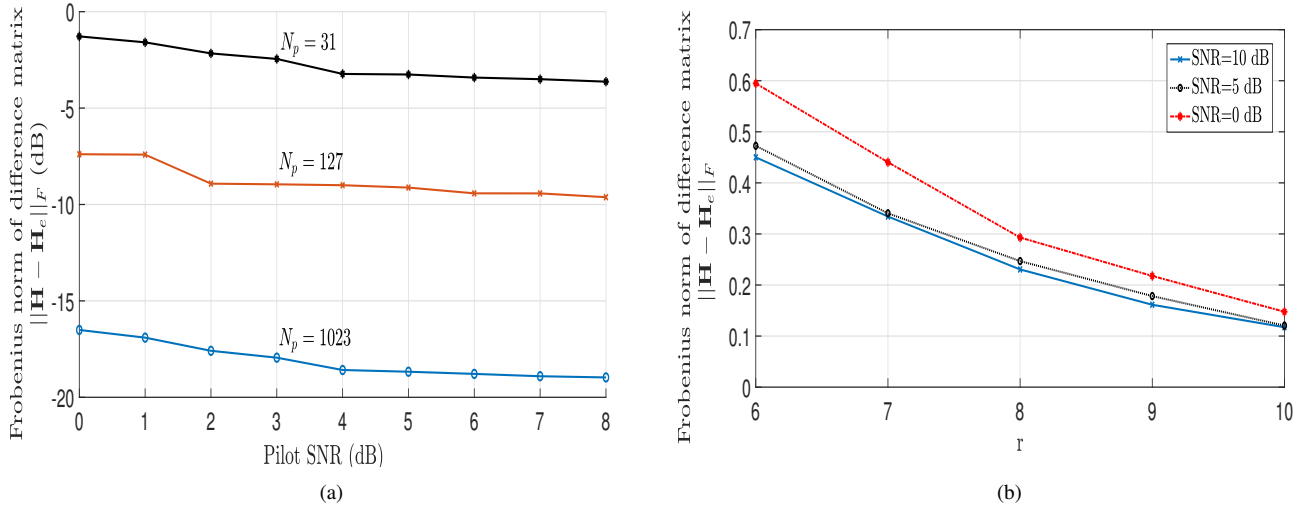 Frobenius norm of difference matrix
||H − H_e||_F (dB)
0
-5
-10
-15
-20
N_p = 31
N_p = 127
N_p = 1023
0 1 2 3 4 5 6 7 8
Pilot SNR (dB)
(a)
Frobenius norm of difference matrix
||H − H_e||_F
0.7
0.6
0.5
0.4
0.3
0.2
0.1
0
SNR=10 dB
SNR=5 dB
SNR=0 dB
6 7 8 9 10
r
(b)